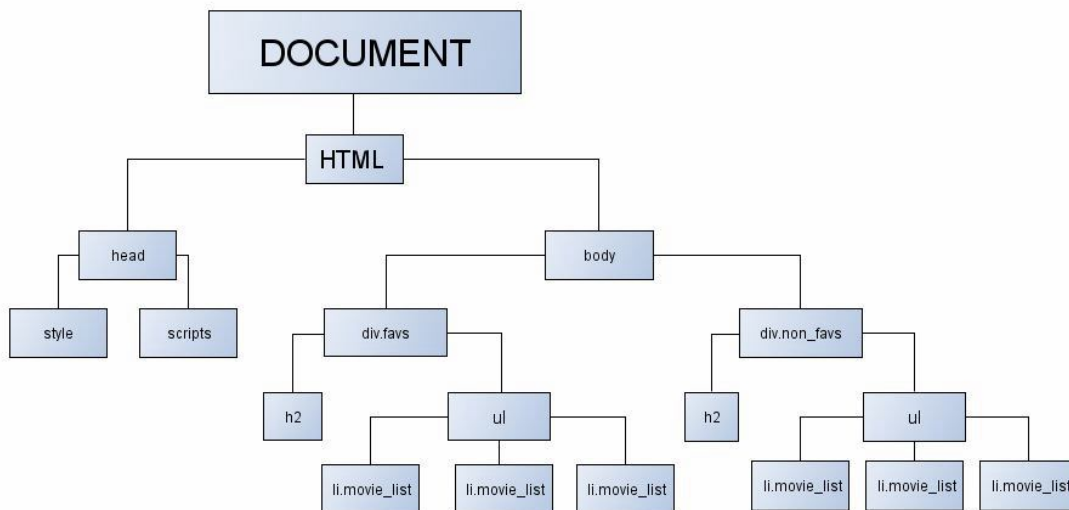 DOCUMENT
HTML
head
body
style
scripts
div.favs
div.non_favs
h2
ul
h2
ul
li.movie_list
li.movie_list
li.movie_list
li.movie_list
li.movie_list
li.movie_list